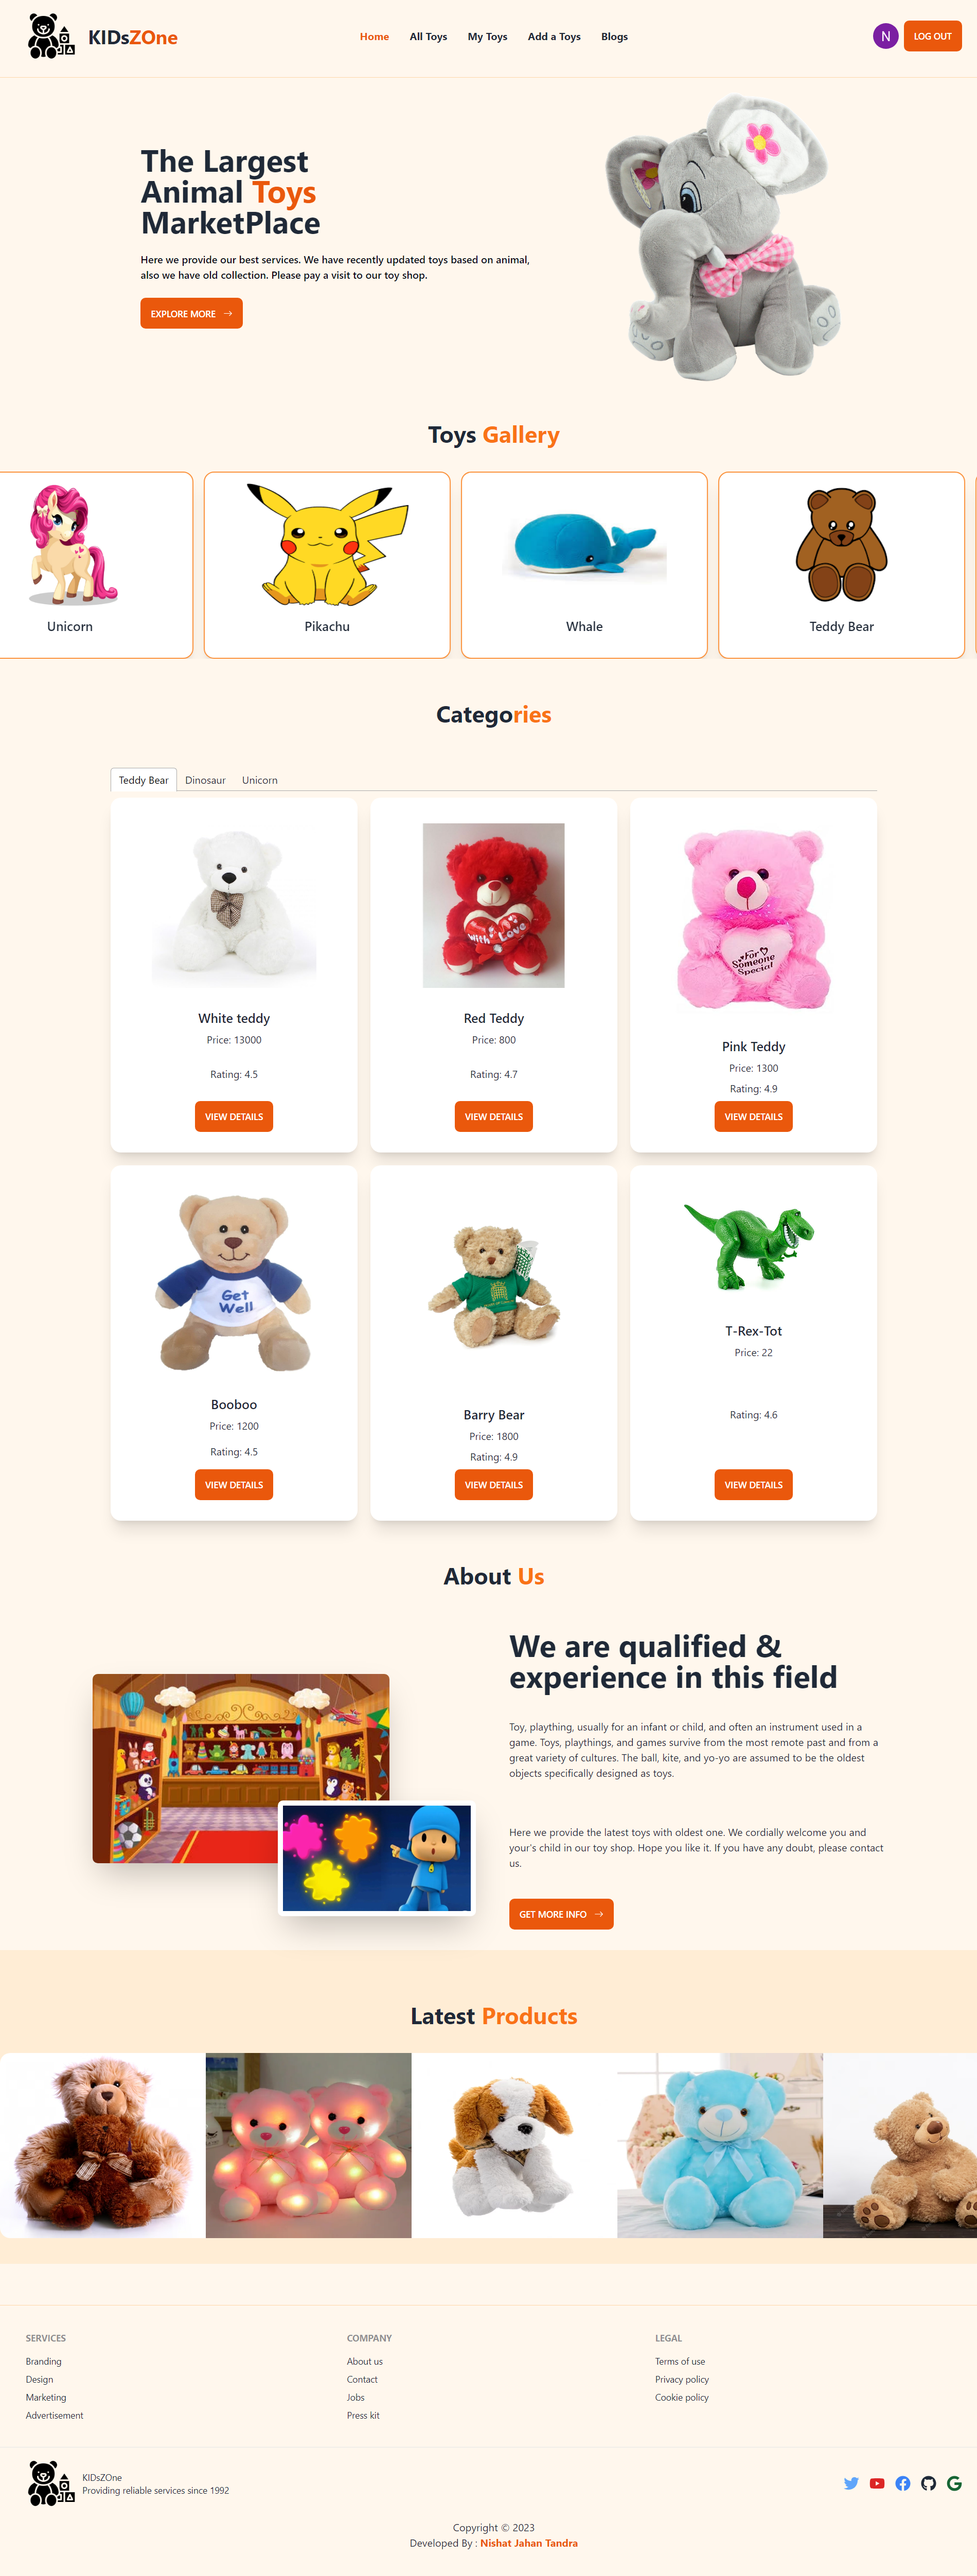 KIDsZOne
Home All Toys My Toys Add a Toys Blogs
N
LOG OUT
The Largest
Animal Toys
MarketPlace
Here we provide our best services. We have recently updated toys based on animal,
also we have old collection. Please pay a visit to our toy shop.
EXPLORE MORE →
Toys Gallery
Unicorn
Pikachu
Whale
Teddy Bear
Categories
Teddy Bear Dinosaur Unicorn
With Love
For
Someone
Special
White teddy
Price: 13000
Rating: 4.5
VIEW DETAILS
Red Teddy
Price: 800
Rating: 4.7
VIEW DETAILS
Pink Teddy
Price: 1300
Rating: 4.9
VIEW DETAILS
Get
Well
Booboo
Price: 1200
Rating: 4.5
VIEW DETAILS
Barry Bear
Price: 1800
Rating: 4.9
VIEW DETAILS
T-Rex-Tot
Price: 22
Rating: 4.6
VIEW DETAILS
About Us
We are qualified &
experience in this field
Toy, plaything, usually for an infant or child, and often an instrument used in a
game. Toys, playthings, and games survive from the most remote past and from a
great variety of cultures. The ball, kite, and yo-yo are assumed to be the oldest
objects specifically designed as toys.
Here we provide the latest toys with oldest one. We cordially welcome you and
your's child in our toy shop. Hope you like it. If you have any doubt, please contact
us.
GET MORE INFO →
Latest Products
SERVICES
Branding
Design
Marketing
Advertisement
COMPANY
About us
Contact
Jobs
Press kit
LEGAL
Terms of use
Privacy policy
Cookie policy
KIDsZOne
Providing reliable services since 1992
Copyright © 2023
Developed By : Nishat Jahan Tandra